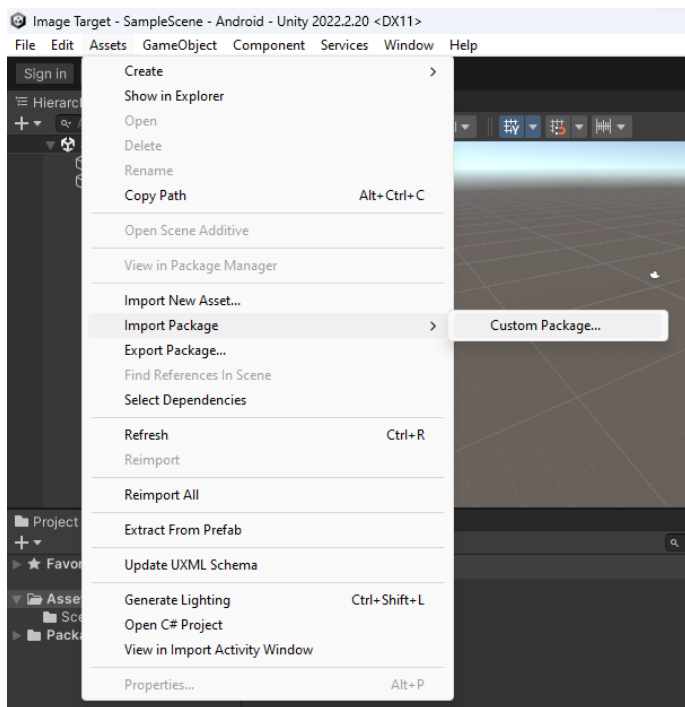 Image Target - SampleScene - Android - Unity 2022.2.20 <DX11>
File Edit Assets GameObject Component Services Window Help
Sign in
Create
Hierarc
Show in Explorer
Open
Delete
Rename
Copy Path Alt+Ctrl+C
Open Scene Additive
View in Package Manager
Import New Asset...
Import Package Custom Package...
Export Package...
Find References In Scene
Select Dependencies
Refresh Ctrl+R
Reimport
Reimport All
Project
Extract From Prefab
Favor
Update UXML Schema
Asse
Generate Lighting Ctrl+Shift+L
Sce
Open C# Project
Packa
View in Import Activity Window
Properties... Alt+P